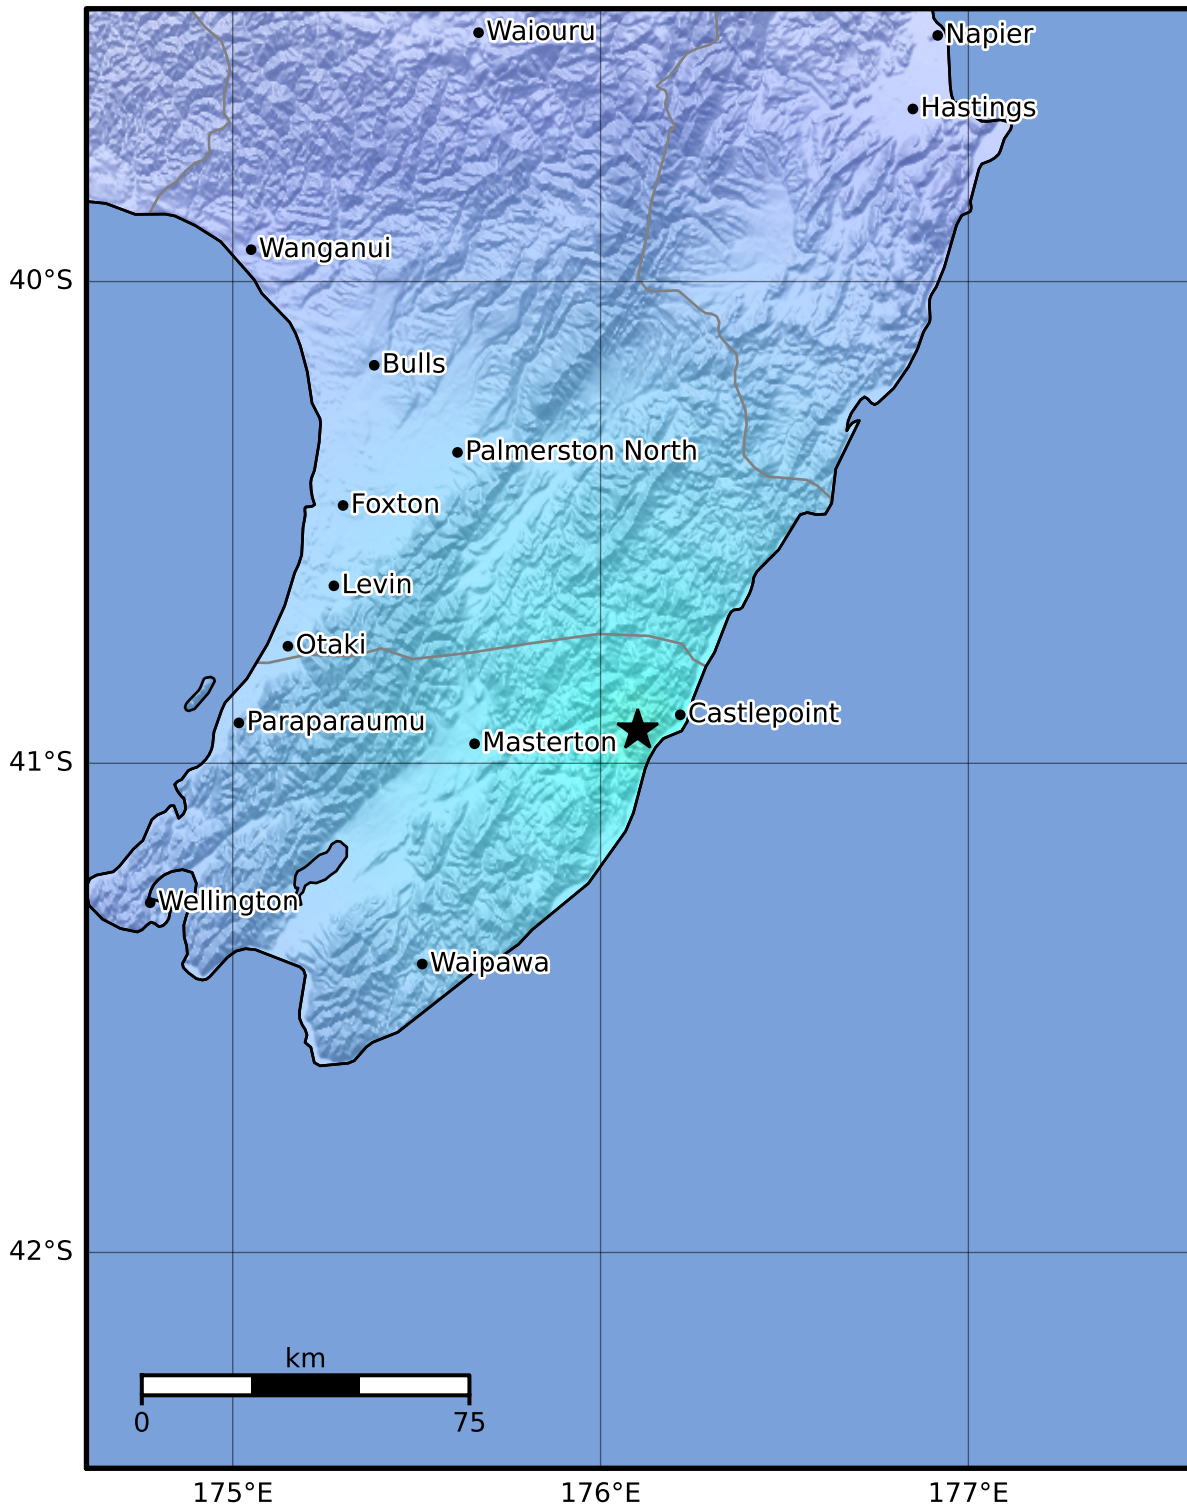 Waiouru
Napier
Hastings
Wanganui
40°S
Bulls
Palmerston North
Foxton
Levin
Otaki
Castlepoint
Paraparaumu
Masterton
41°S
Wellington
Waipawa
42°S
km
0
75
175°E
176°E
177°E